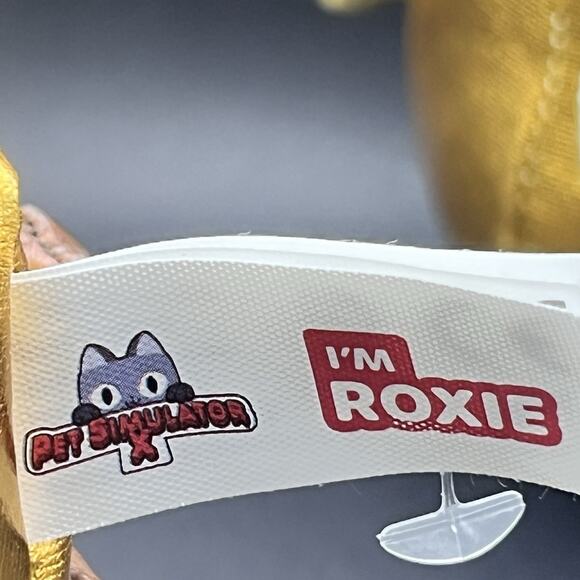 PET SIMULATOR
X
I'M
ROXIE